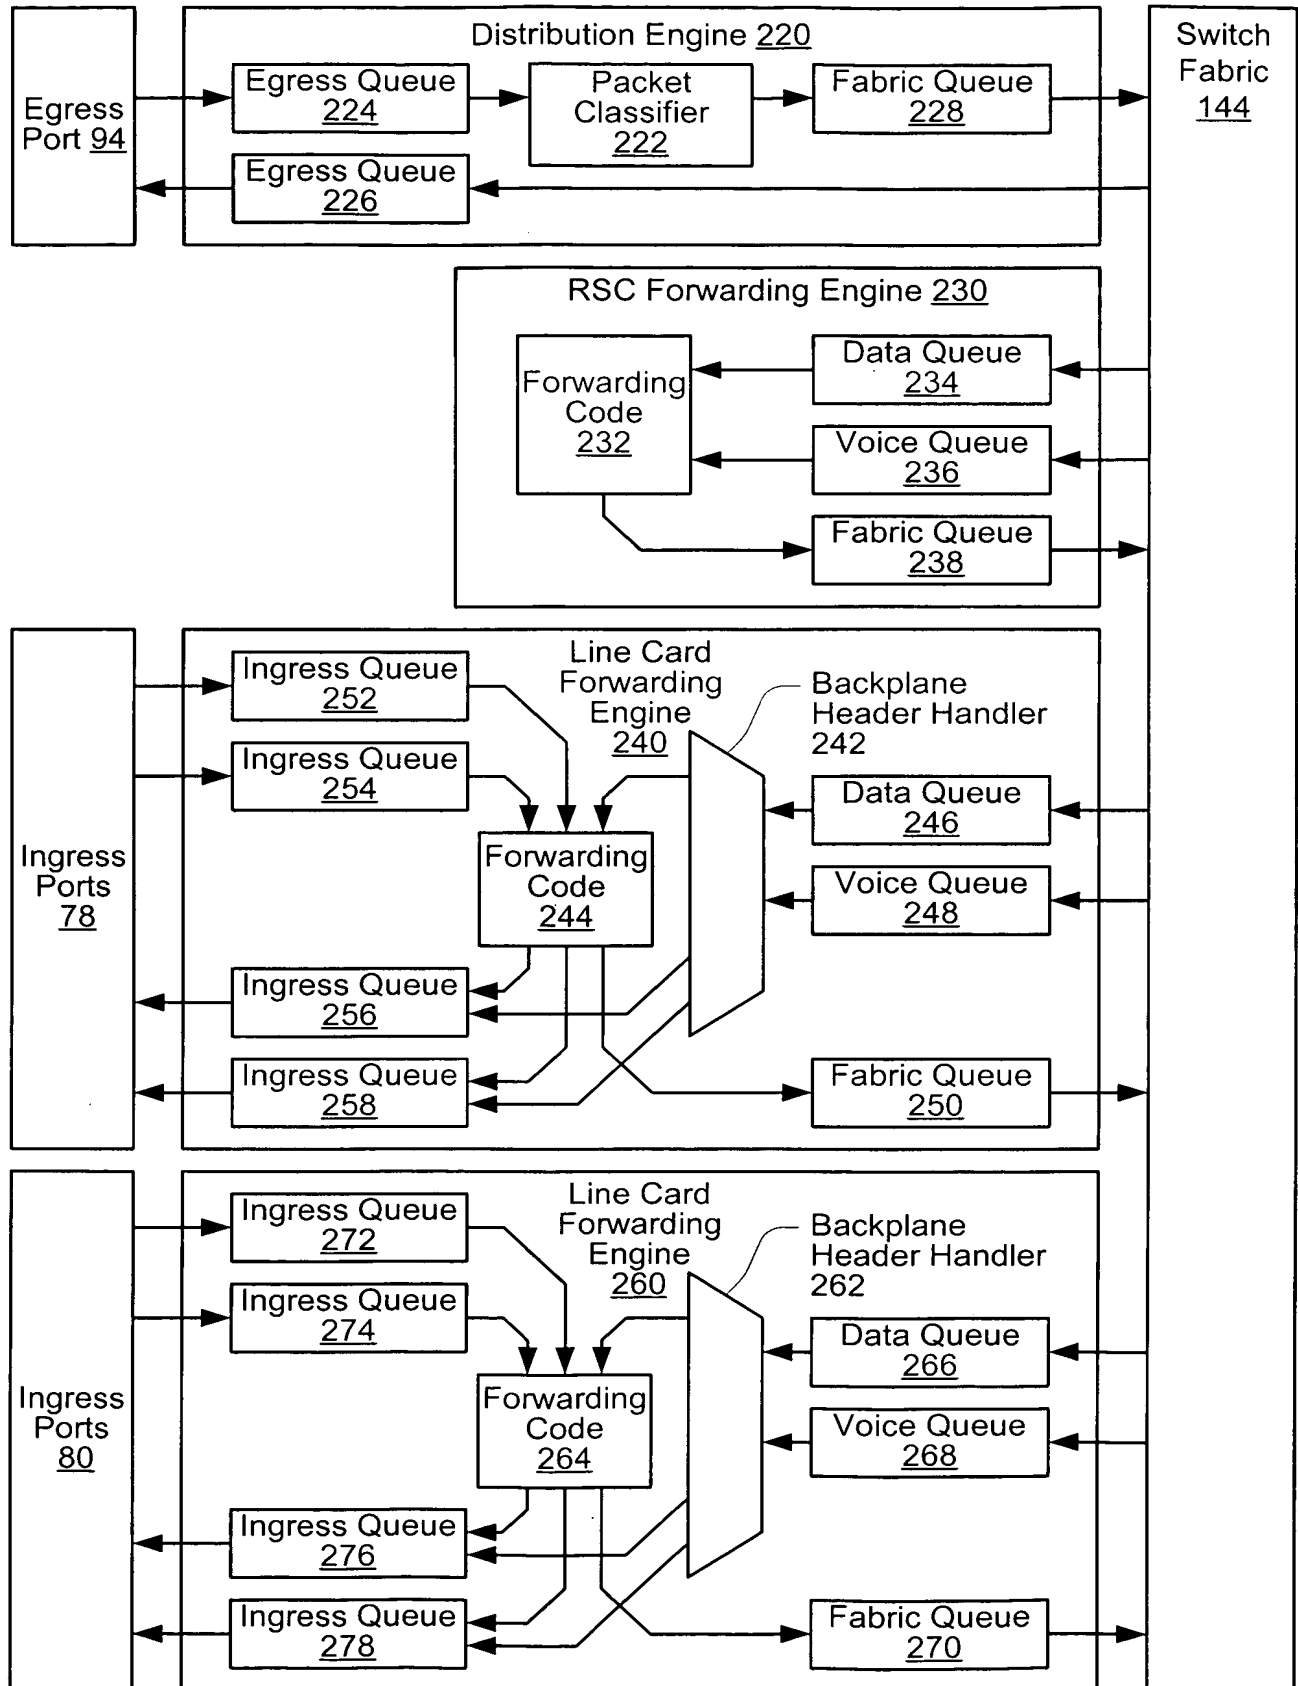 Distribution Engine 220
Switch
Fabric
144
Egress
Port 94
Egress Queue
224
Packet
Classifier
222
Fabric Queue
228
Egress Queue
226
RSC Forwarding Engine 230
Forwarding
Code
232
Data Queue
234
Voice Queue
236
Fabric Queue
238
Ingress
Ports
78
Ingress Queue
252
Line Card
Forwarding
Engine
240
Backplane
Header Handler
242
Ingress Queue
254
Data Queue
246
Forwarding
Code
244
Voice Queue
248
Ingress Queue
256
Ingress Queue
258
Fabric Queue
250
Ingress
Ports
80
Ingress Queue
272
Line Card
Forwarding
Engine
260
Backplane
Header Handler
262
Ingress Queue
274
Data Queue
266
Forwarding
Code
264
Voice Queue
268
Ingress Queue
276
Ingress Queue
278
Fabric Queue
270